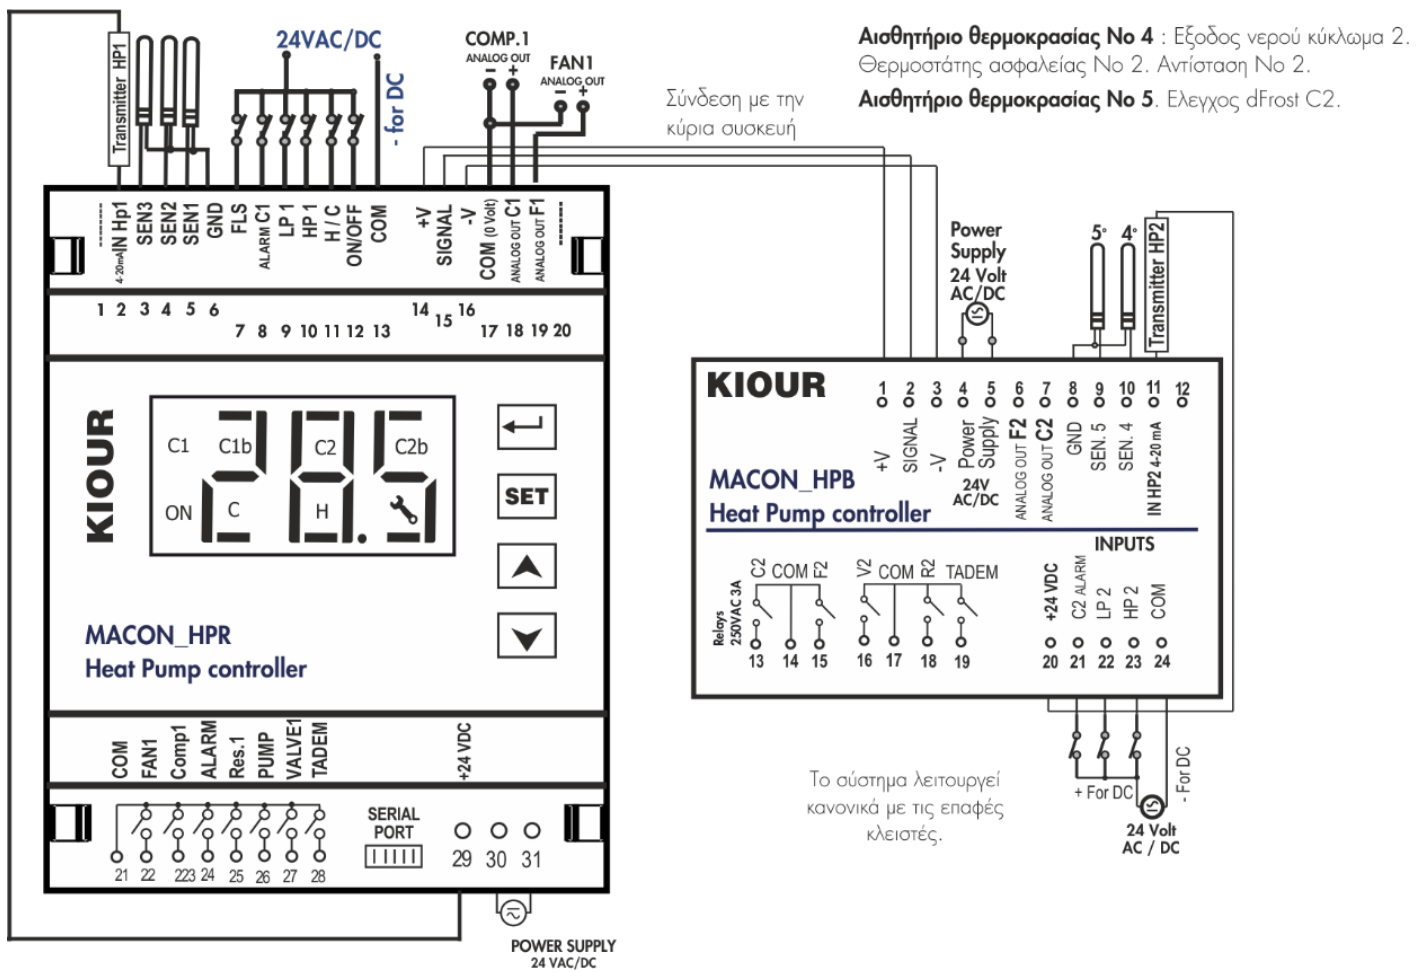 24VAC/DC
- for DC
COMP.1
ANALOG OUT
- +
FAN1
ANALOG OUT
- +
Transmitter HP1
Σύνδεση με την
κύρια συσκευή
Αισθητήριο θερμοκρασίας Νο 4 : Εξοδος νερού κύκλωμα 2.
Θερμοστάτης ασφαλείας Νο 2. Αντίσταση Νο 2.
Αισθητήριο θερμοκρασίας Νο 5. Ελεγχος dFrost C2.
4-20mA IN Hp1
SEN3
SEN2
SEN1
GND
FLS
ALARM C1
LP 1
HP 1
H / C
ON/OFF
COM
+V
SIGNAL
-V
COM (0 Volt)
ANALOG OUT C1
ANALOG OUT F1
1 2 3 4 5 6
7 8 9 10 11 12 13
14 15 16
17 18 19 20
KIOUR
C1 C1b C2 C2b
ON C H
28.5
SET
MACON_HPR
Heat Pump controller
COM
FAN1
Comp1
ALARM
Res.1
PUMP
VALVE1
TADEM
+24 VDC
SERIAL
PORT
21 22 223 24 25 26 27 28
29 30 31
POWER SUPPLY
24 VAC/DC
Power
Supply
24 Volt
AC/DC
5° 4°
Transmitter HP2
KIOUR
1 2 3 4 5 6 7 8 9 10 11 12
+V
SIGNAL
-V
Power
Supply
24V
AC/DC
ANALOG OUT F2
ANALOG OUT C2
GND
SEN. 5
SEN. 4
IN HP2 4-20 mA
MACON_HPB
Heat Pump controller
INPUTS
Relays
250VAC 3A
C2 COM F2
V2 COM R2 TADEM
+24 VDC
C2 ALARM
LP 2
HP 2
COM
13 14 15 16 17 18 19 20 21 22 23 24
Το σύστημα λειτουργεί
κανονικά με τις επαφές
κλειστές.
+ For DC
- For DC
24 Volt
AC / DC